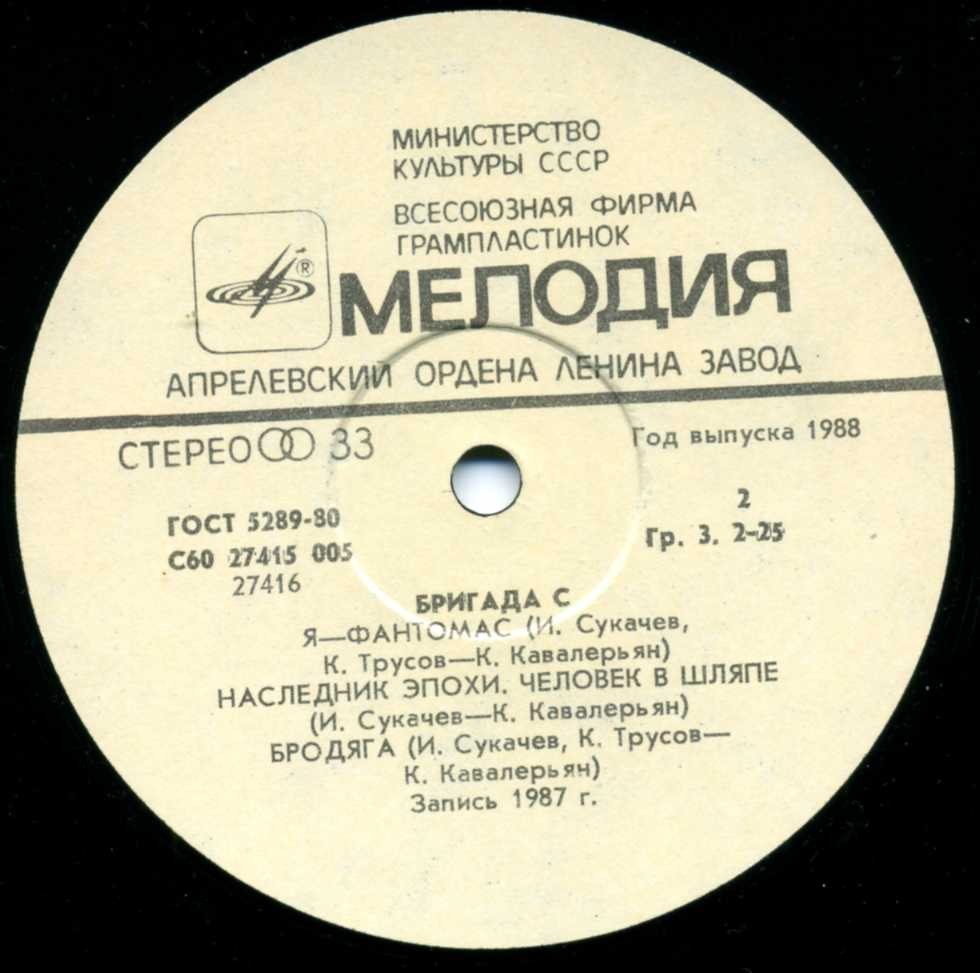 МИНИСТЕРСТВО
КУЛЬТУРЫ СССР
ВСЕСОЮЗНАЯ ФИРМА
ГРАМПЛАСТИНОК
®
МЕЛОДИЯ
АПРЕЛЕВСКИЙ ОРДЕНА ЛЕНИНА ЗАВОД
СТЕРЕО 33
Год выпуска 1988
ГОСТ 5289-80
2
С60 27415 005
Гр. 3. 2-25
27416
БРИГАДА С
Я—ФАНТОМАС (И. Сукачев,
К. Трусов—К. Кавалерьян)
НАСЛЕДНИК ЭПОХИ. ЧЕЛОВЕК В ШЛЯПЕ
(И. Сукачев—К. Кавалерьян)
БРОДЯГА (И. Сукачев, К. Трусов—
К. Кавалерьян)
Запись 1987 г.